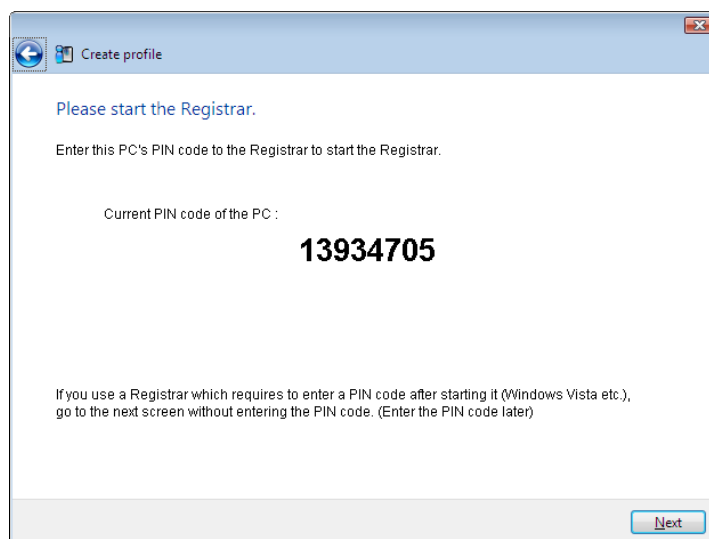 Create profile
Please start the Registrar.
Enter this PC's PIN code to the Registrar to start the Registrar.
Current PIN code of the PC :
13934705
If you use a Registrar which requires to enter a PIN code after starting it (Windows Vista etc.),
go to the next screen without entering the PIN code. (Enter the PIN code later)
Next